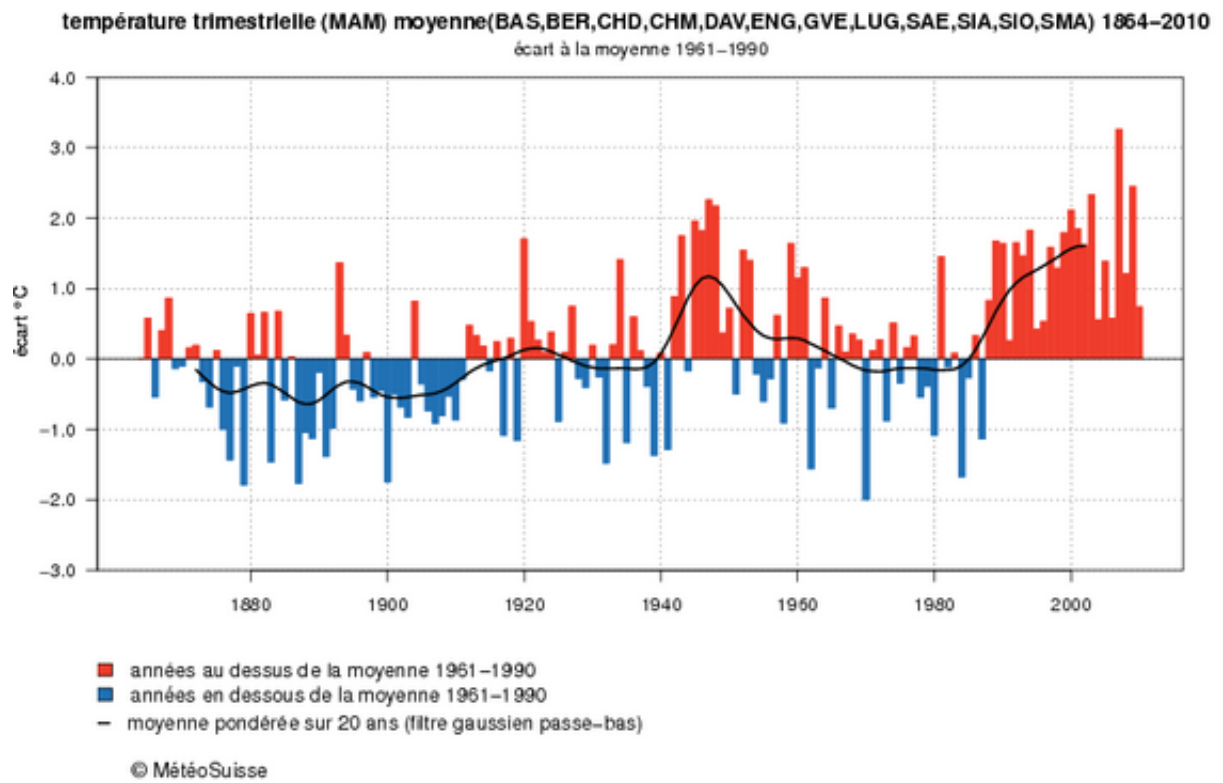 température trimestrielle (MAM) moyenne(BAS,BER,CHD,CHM,DAV,ENG,GVE,LUG,SAE,SIA,SIO,SMA) 1864–2010
écart à la moyenne 1961–1990
4.0
3.0
2.0
1.0
0.0
−1.0
−2.0
−3.0
écart °C
1880 1900 1920 1940 1960 1980 2000
années au dessus de la moyenne 1961–1990
années en dessous de la moyenne 1961–1990
moyenne pondérée sur 20 ans (filtre gaussien passe–bas)
© MétéoSuisse